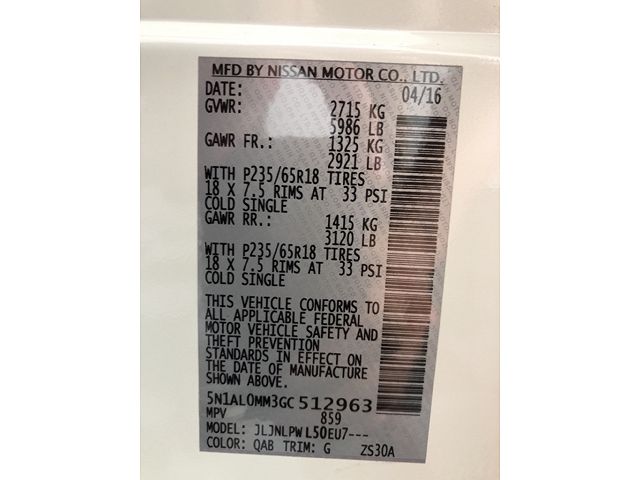 MFD BY NISSAN MOTOR CO., LTD.
DATE: 04/16
GVWR: 2715 KG
5986 LB
GAWR FR.: 1325 KG
2921 LB
WITH P235/65R18 TIRES
18 X 7.5 RIMS AT 33 PSI
COLD SINGLE
GAWR RR.: 1415 KG
3120 LB
WITH P235/65R18 TIRES
18 X 7.5 RIMS AT 33 PSI
COLD SINGLE
THIS VEHICLE CONFORMS TO
ALL APPLICABLE FEDERAL
MOTOR VEHICLE SAFETY AND
THEFT PREVENTION
STANDARDS IN EFFECT ON
THE DATE OF MANUFACTURE
SHOWN ABOVE.
5N1AL0MM3GC512963
MPV 859
MODEL: JLJNLPWL50EU7---
COLOR: QAB TRIM: G ZS30A